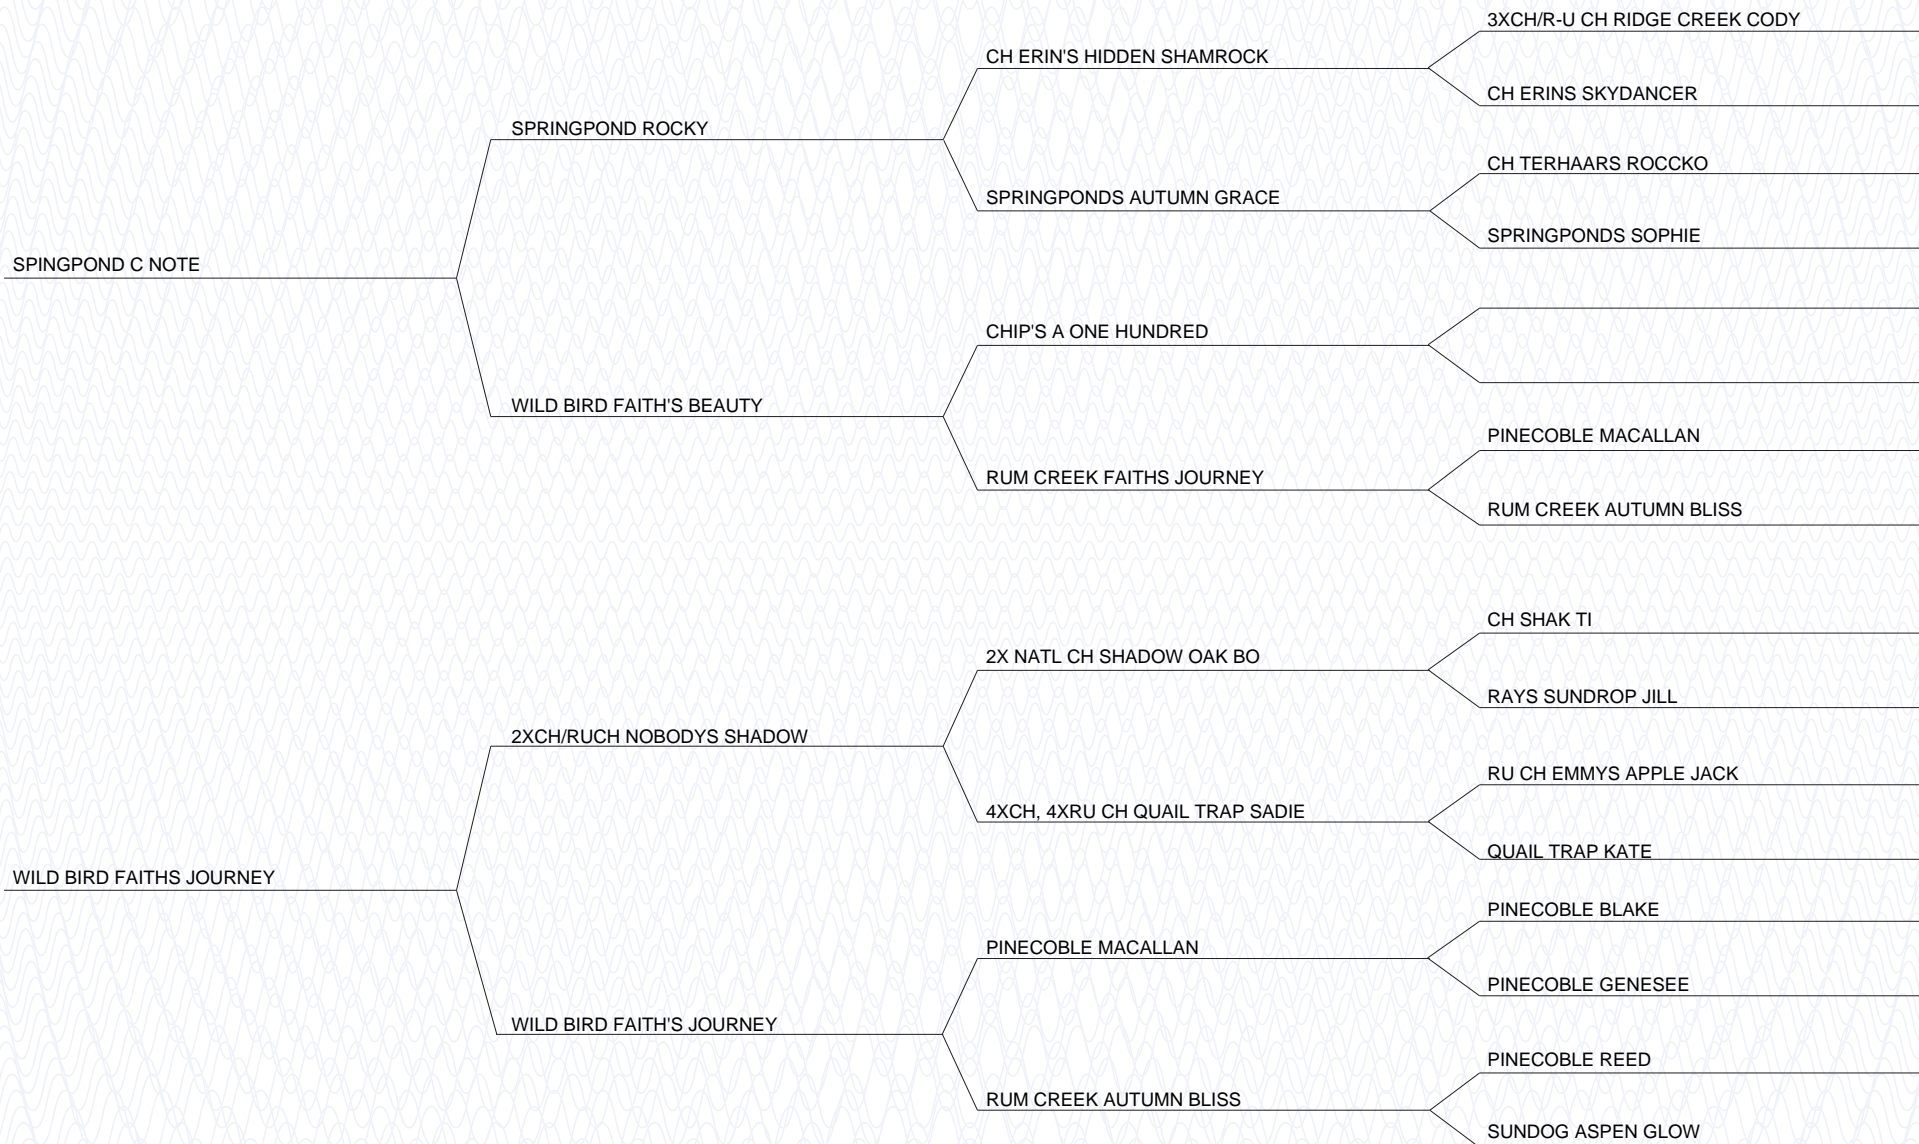 3XCH/R-U CH RIDGE CREEK CODY
CH ERIN'S HIDDEN SHAMROCK
CH ERINS SKYDANCER
SPRINGPOND ROCKY
CH TERHAARS ROCCKO
SPRINGPONDS AUTUMN GRACE
SPRINGPONDS SOPHIE
SPINGPOND C NOTE
CHIP'S A ONE HUNDRED
WILD BIRD FAITH'S BEAUTY
PINECOBLE MACALLAN
RUM CREEK FAITHS JOURNEY
RUM CREEK AUTUMN BLISS
CH SHAK TI
2X NATL CH SHADOW OAK BO
RAYS SUNDROP JILL
2XCH/RUCH NOBODYS SHADOW
RU CH EMMYS APPLE JACK
4XCH, 4XRU CH QUAIL TRAP SADIE
QUAIL TRAP KATE
WILD BIRD FAITHS JOURNEY
PINECOBLE BLAKE
PINECOBLE MACALLAN
PINECOBLE GENESEE
WILD BIRD FAITH'S JOURNEY
PINECOBLE REED
RUM CREEK AUTUMN BLISS
SUNDOG ASPEN GLOW